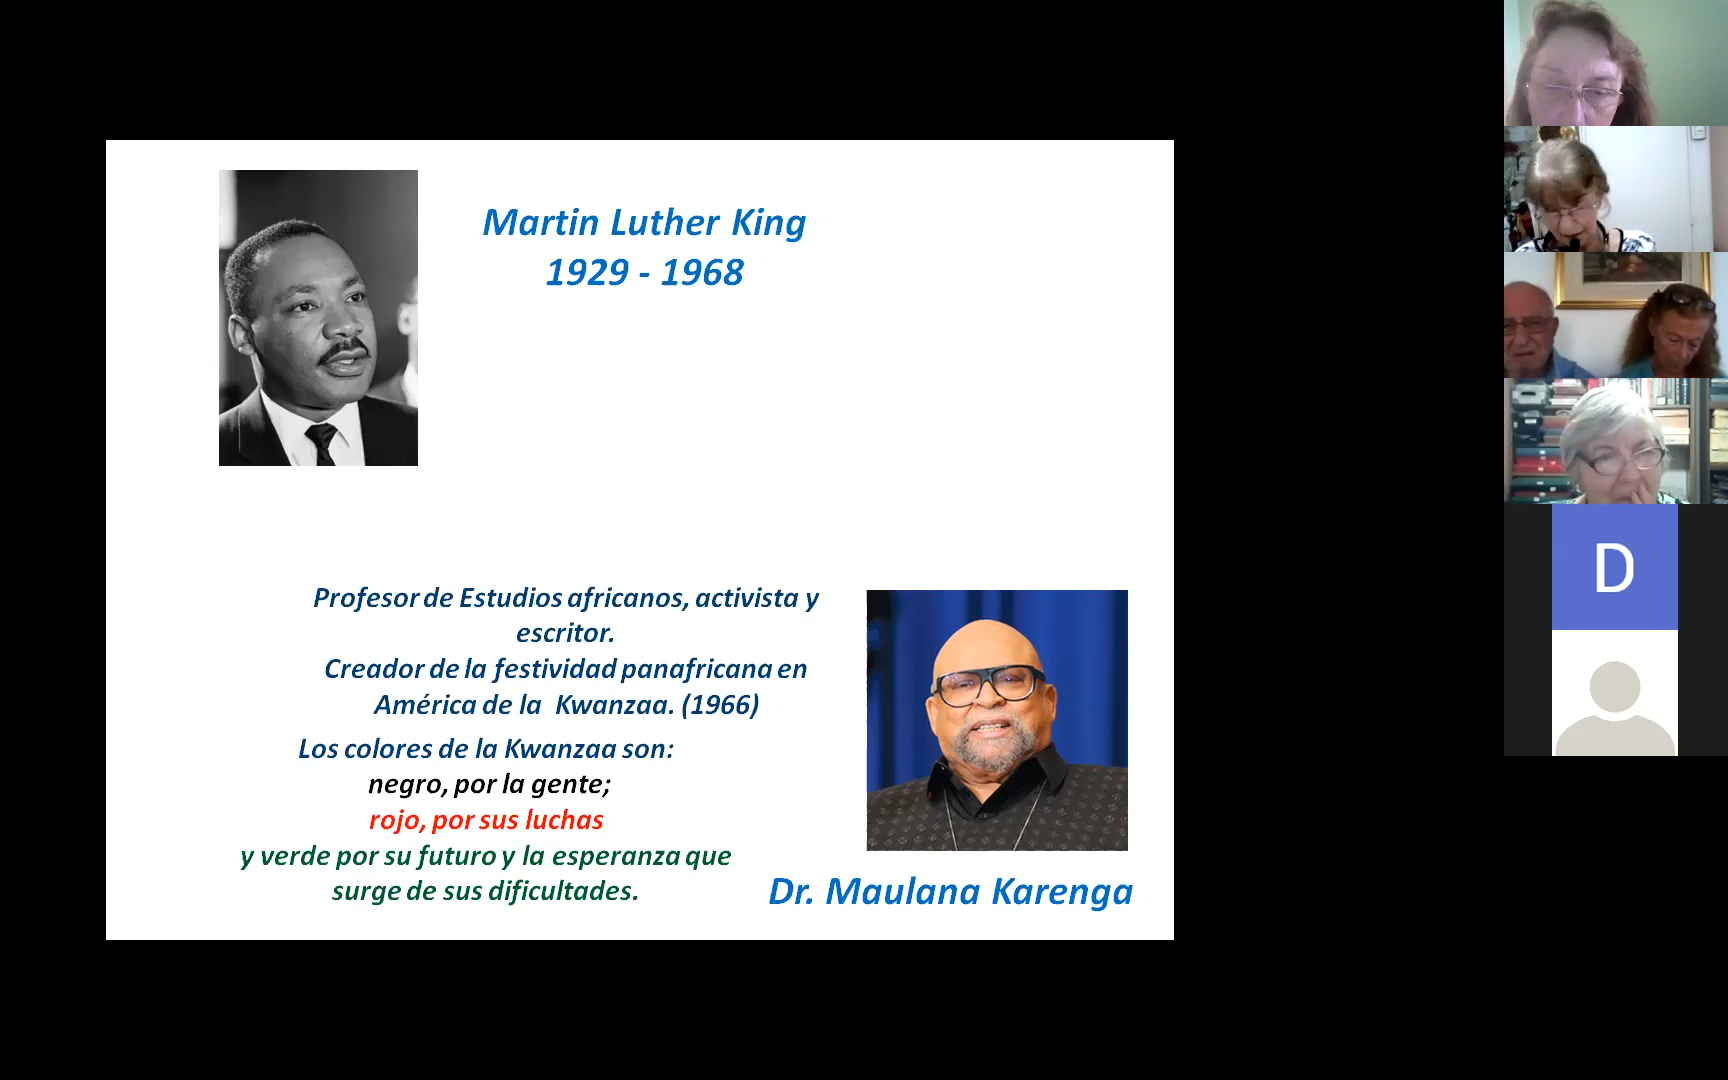 Martin Luther King
1929 - 1968
Profesor de Estudios africanos, activista y
escritor.
Creador de la festividad panafricana en
América de la Kwanzaa. (1966)
Los colores de la Kwanzaa son:
negro, por la gente;
rojo, por sus luchas
y verde por su futuro y la esperanza que
surge de sus dificultades.
Dr. Maulana Karenga
D